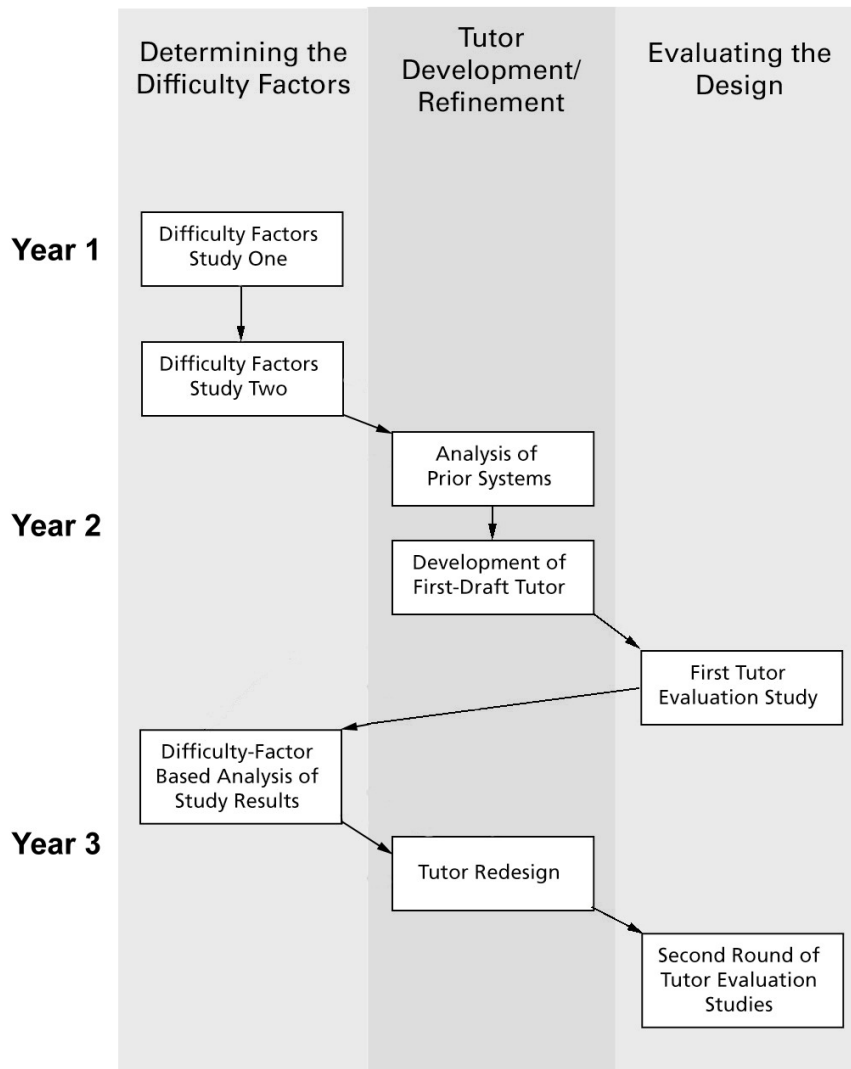 Determining the
Difficulty Factors
Tutor
Development/
Refinement
Evaluating the
Design
Year 1
Difficulty Factors
Study One
Difficulty Factors
Study Two
Analysis of
Prior Systems
Year 2
Development of
First-Draft Tutor
First Tutor
Evaluation Study
Difficulty-Factor
Based Analysis of
Study Results
Year 3
Tutor Redesign
Second Round of
Tutor Evaluation
Studies